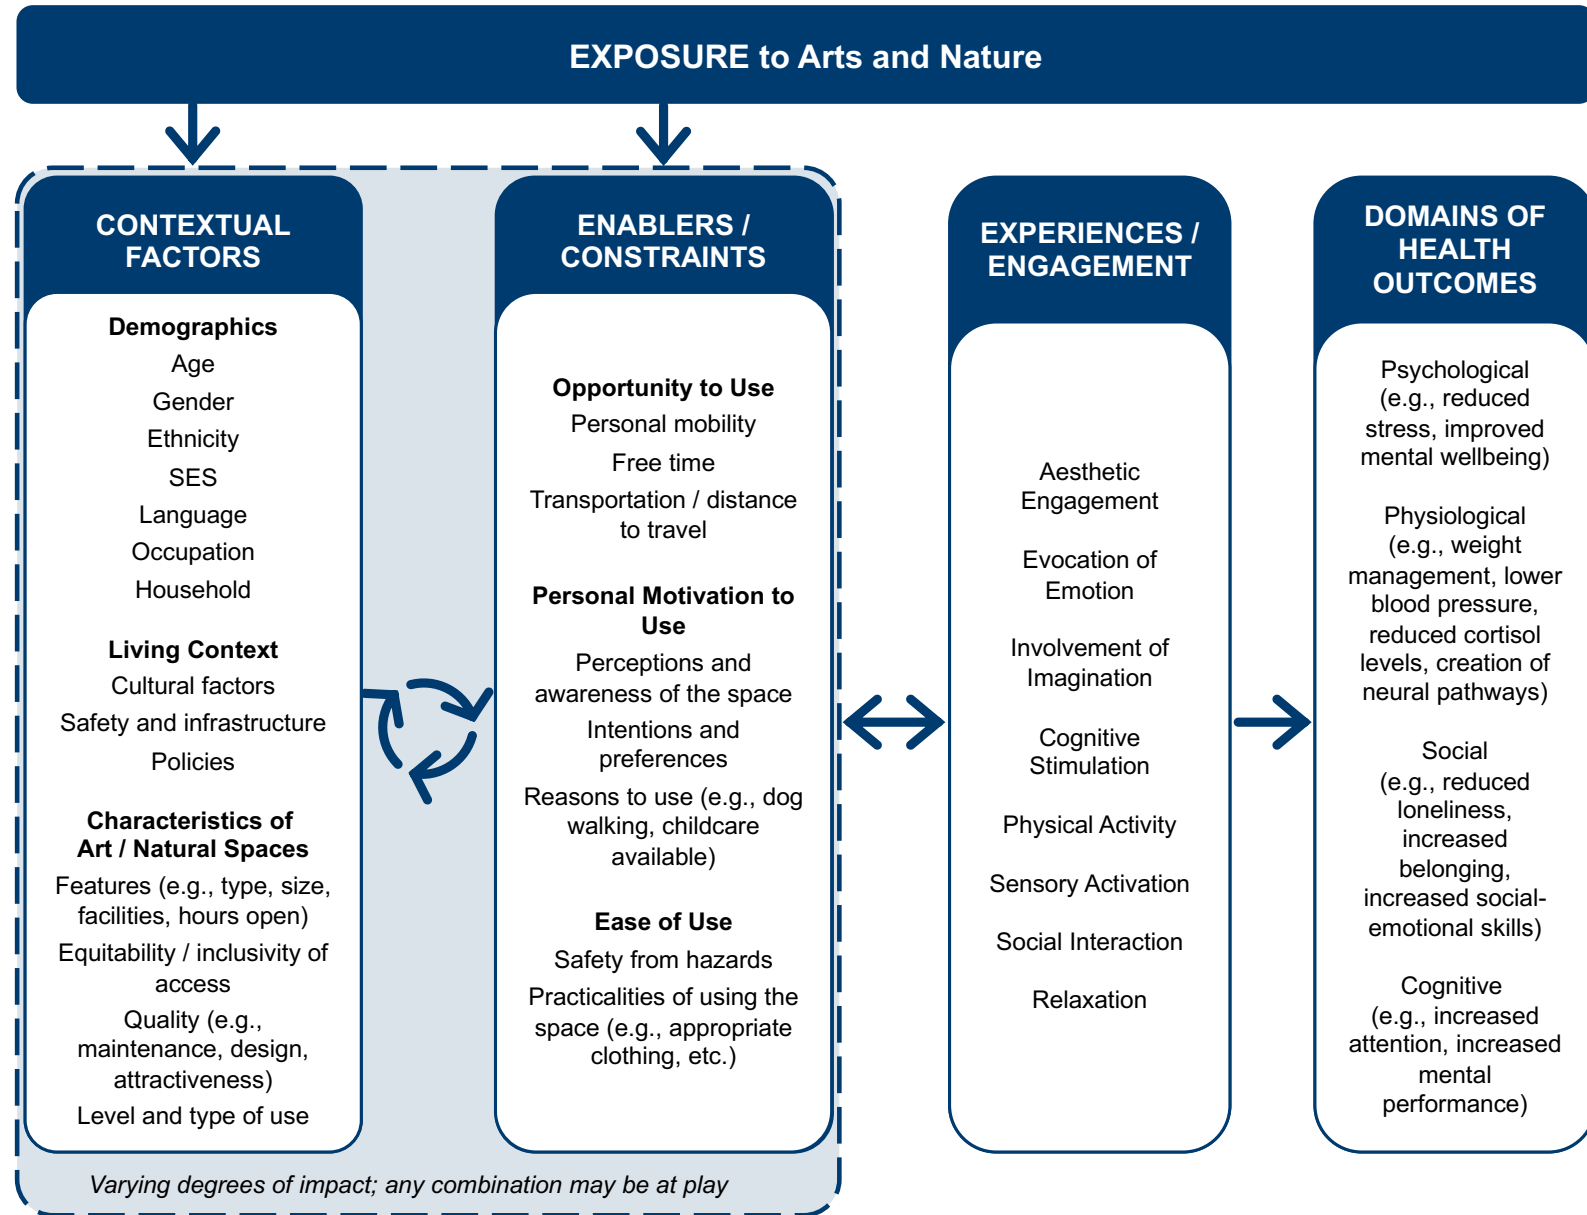 EXPOSURE to Arts and Nature
CONTEXTUAL
FACTORS
Demographics
Age
Gender
Ethnicity
SES
Language
Occupation
Household
Living Context
Cultural factors
Safety and infrastructure
Policies
Characteristics of
Art / Natural Spaces
Features (e.g., type, size,
facilities, hours open)
Equitability / inclusivity of
access
Quality (e.g.,
maintenance, design,
attractiveness)
Level and type of use
ENABLERS /
CONSTRAINTS
Opportunity to Use
Personal mobility
Free time
Transportation / distance
to travel
Personal Motivation to
Use
Perceptions and
awareness of the space
Intentions and
preferences
Reasons to use (e.g., dog
walking, childcare
available)
Ease of Use
Safety from hazards
Practicalities of using the
space (e.g., appropriate
clothing, etc.)
Varying degrees of impact; any combination may be at play
EXPERIENCES /
ENGAGEMENT
Aesthetic
Engagement
Evocation of
Emotion
Involvement of
Imagination
Cognitive
Stimulation
Physical Activity
Sensory Activation
Social Interaction
Relaxation
DOMAINS OF
HEALTH
OUTCOMES
Psychological
(e.g., reduced
stress, improved
mental wellbeing)
Physiological
(e.g., weight
management, lower
blood pressure,
reduced cortisol
levels, creation of
neural pathways)
Social
(e.g., reduced
loneliness,
increased
belonging,
increased social-
emotional skills)
Cognitive
(e.g., increased
attention, increased
mental
performance)